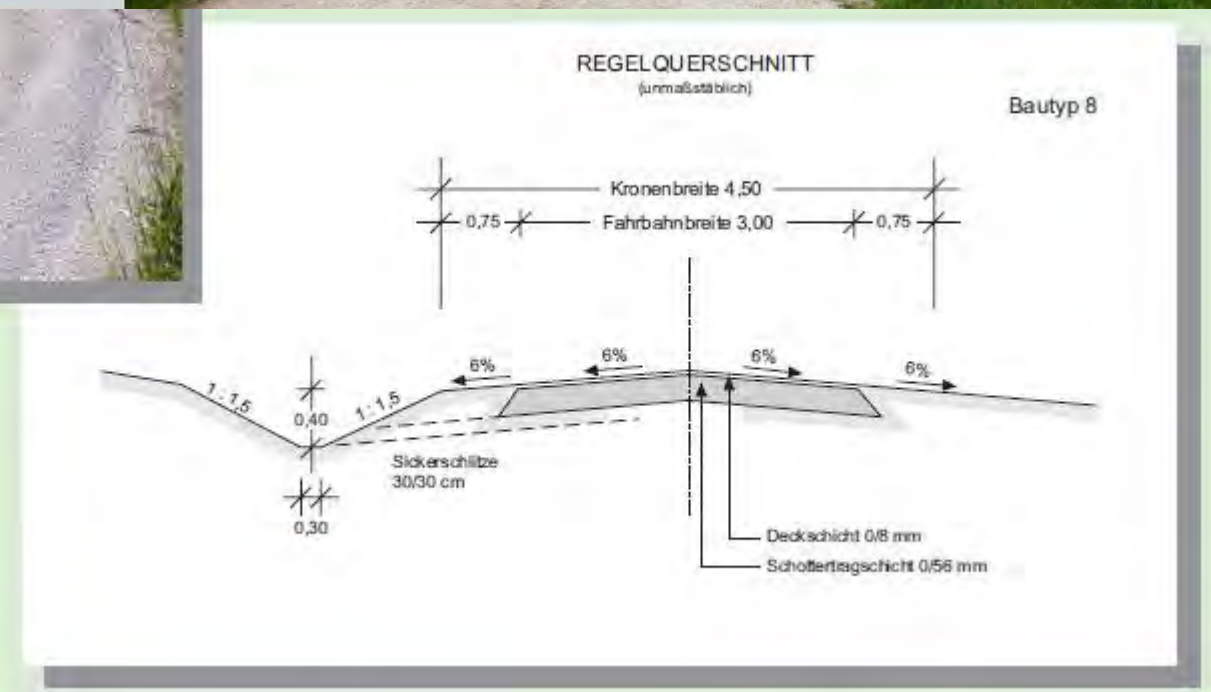 REGELQUERSCHNITT
(unmaßstäblich)
Bautyp 8
Kronenbreite 4,50
0,75
Fahrbahnbreite 3,00
0,75
6%
6%
6%
6%
1 : 1,5
0,40
1 : 1,5
Sickerschlitze
30/30 cm
0,30
Deckschicht 0/8 mm
Schottertragschicht 0/56 mm